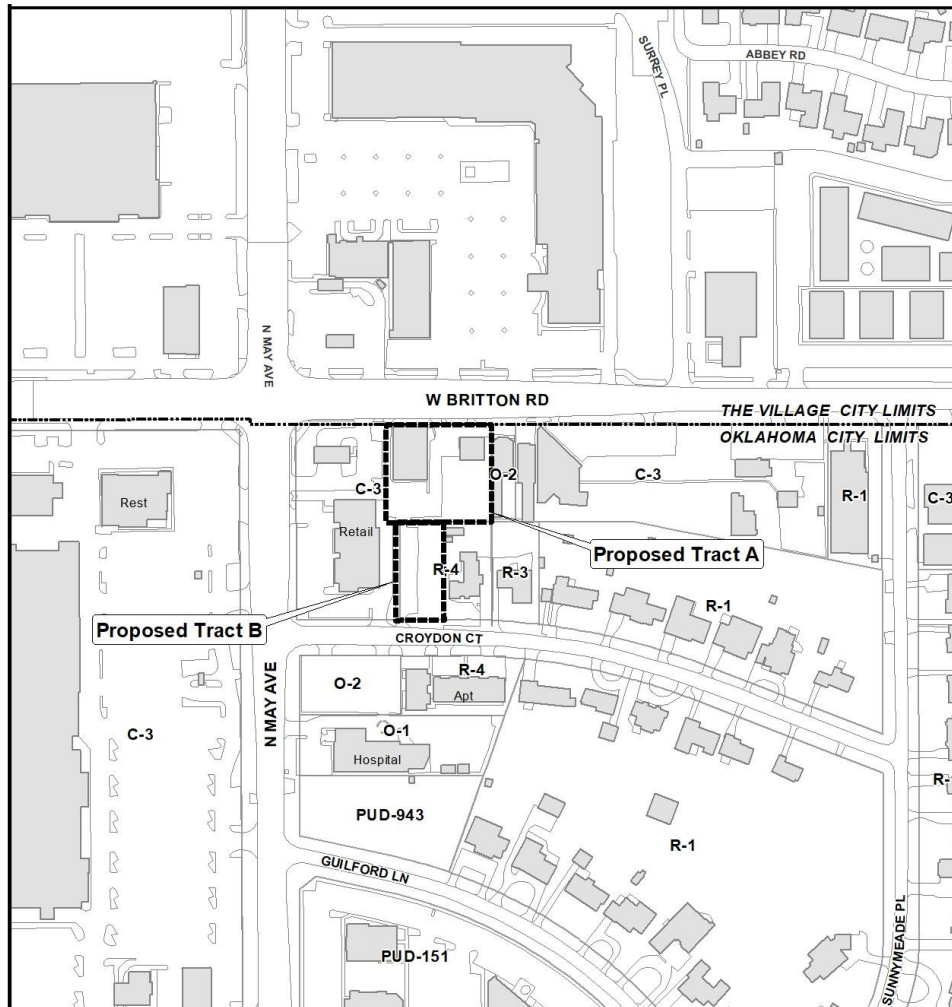 SURREY PL
ABBEY RD
N MAY AVE
W BRITTON RD
THE VILLAGE CITY LIMITS
OKLAHOMA CITY LIMITS
O-2
C-3
C-3
R-1
C-3
Rest
Retail
Proposed Tract A
R-4
R-3
R-1
Proposed Tract B
CROYDON CT
N MAY AVE
O-2
R-4
Apt
C-3
O-1
Hospital
R-
PUD-943
R-1
GUILFORD LN
SUNNYMEADE PL
PUD-151